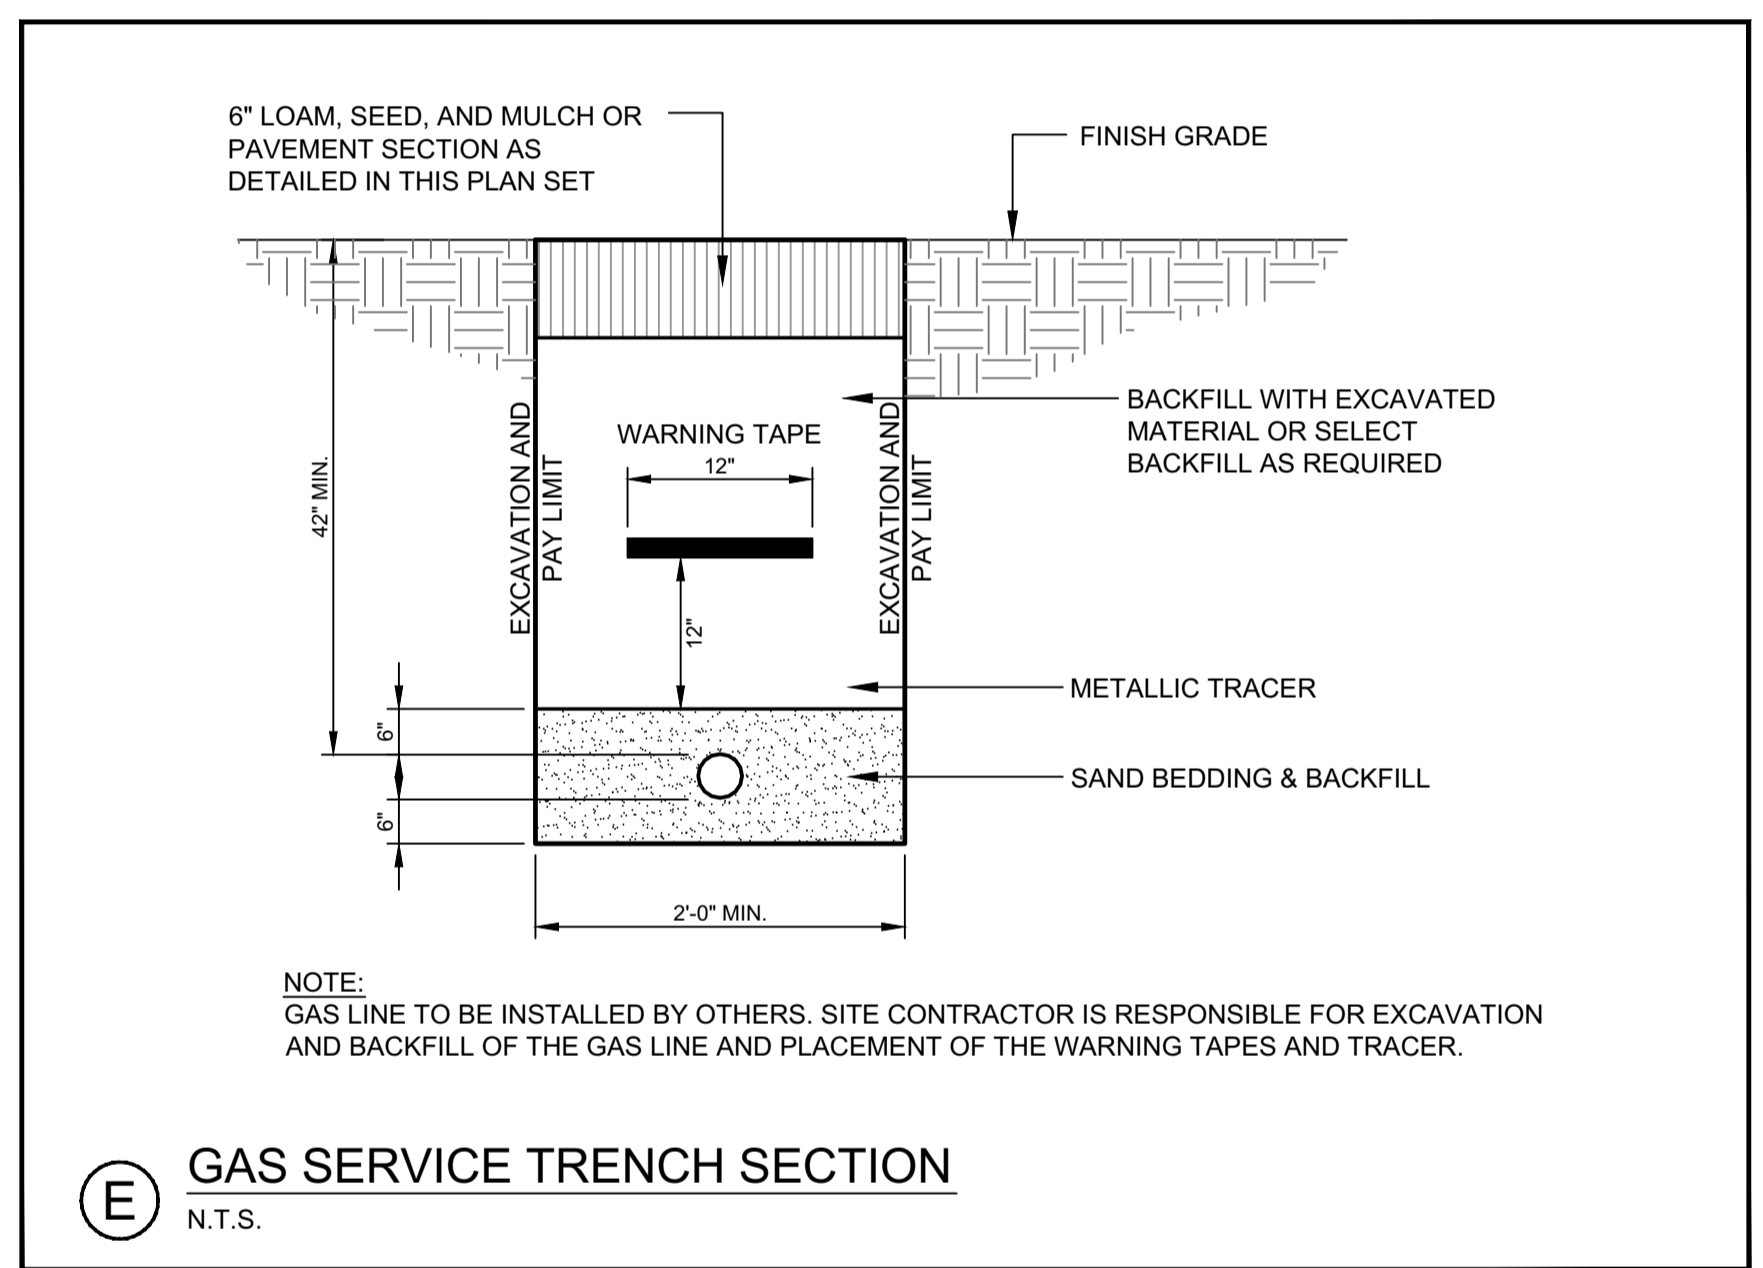 6" LOAM, SEED, AND MULCH OR
PAVEMENT SECTION AS
DETAILED IN THIS PLAN SET
FINISH GRADE
BACKFILL WITH EXCAVATED
MATERIAL OR SELECT
BACKFILL AS REQUIRED
WARNING TAPE
12"
EXCAVATION AND
PAY LIMIT
EXCAVATION AND
PAY LIMIT
42" MIN.
12"
METALLIC TRACER
6"
SAND BEDDING & BACKFILL
6"
2'-0" MIN.
NOTE:
GAS LINE TO BE INSTALLED BY OTHERS. SITE CONTRACTOR IS RESPONSIBLE FOR EXCAVATION
AND BACKFILL OF THE GAS LINE AND PLACEMENT OF THE WARNING TAPES AND TRACER.
E
GAS SERVICE TRENCH SECTION
N.T.S.